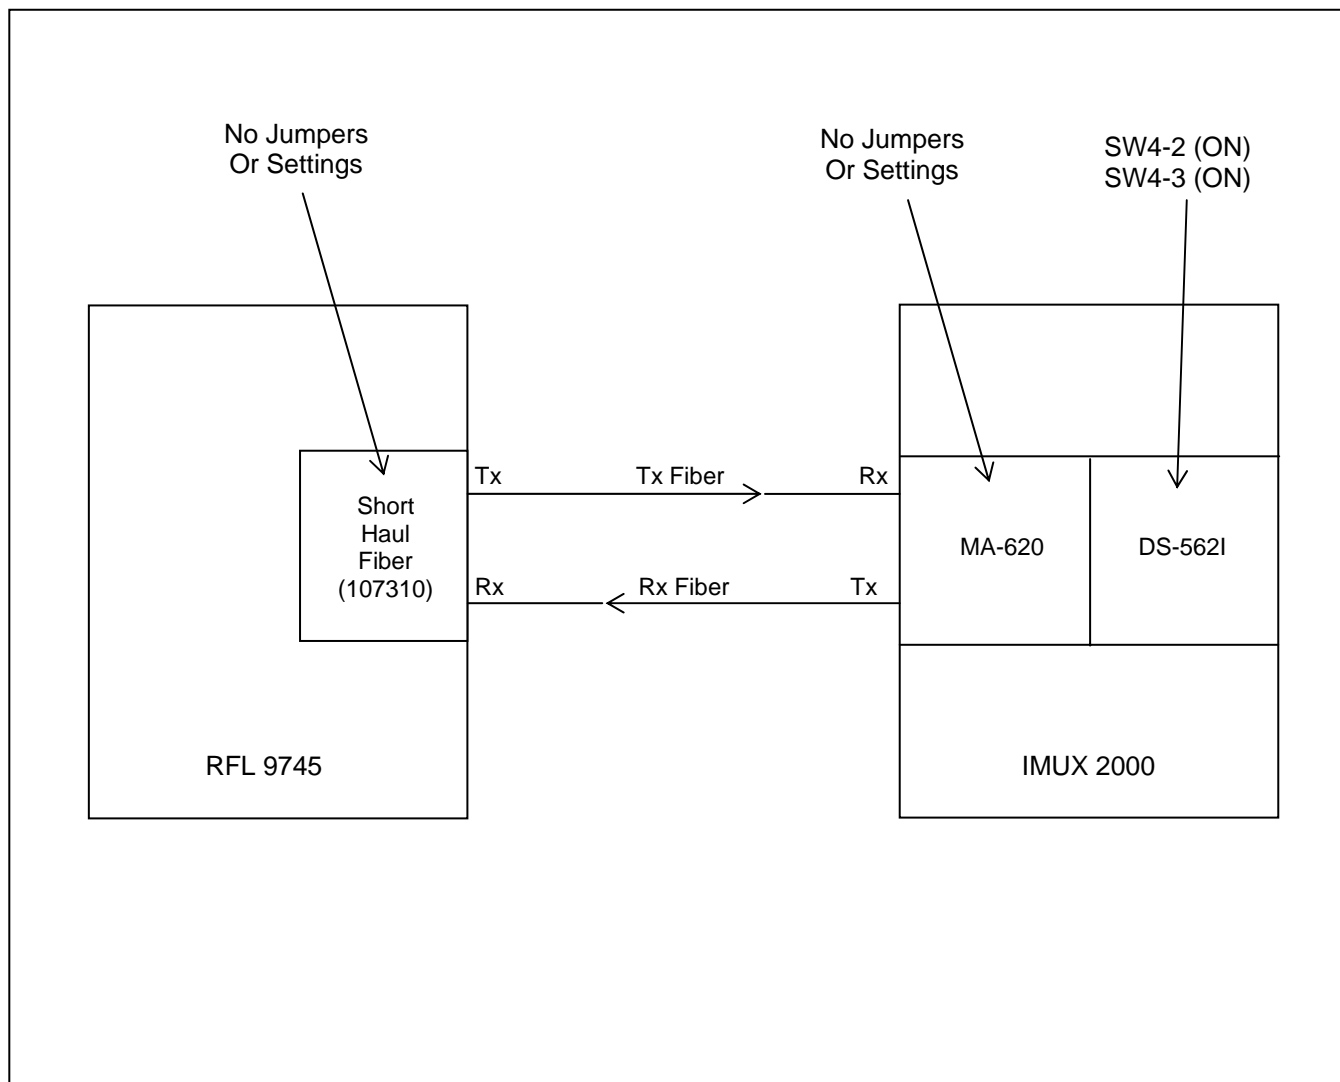 No Jumpers
Or Settings
No Jumpers
Or Settings
SW4-2 (ON)
SW4-3 (ON)
Tx
Tx Fiber
Rx
Short
Haul
Fiber
(107310)
MA-620
DS-562I
Rx
Rx Fiber
Tx
RFL 9745
IMUX 2000